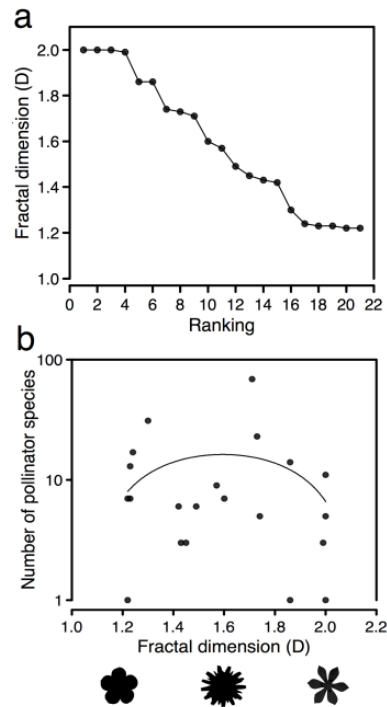 a
Fractal dimension (D)
2.0
1.8
1.6
1.4
1.2
1.0
0 2 4 6 8 10 12 14 16 18 20 22
Ranking
b
Number of pollinator species
100
10
1
1.0 1.2 1.4 1.6 1.8 2.0 2.2
Fractal dimension (D)